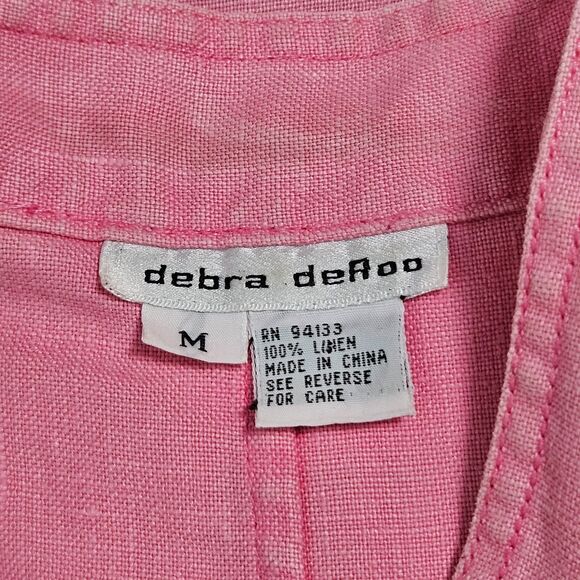 debra deRoo
M
RN 94133
100% LINEN
MADE IN CHINA
SEE REVERSE
FOR CARE